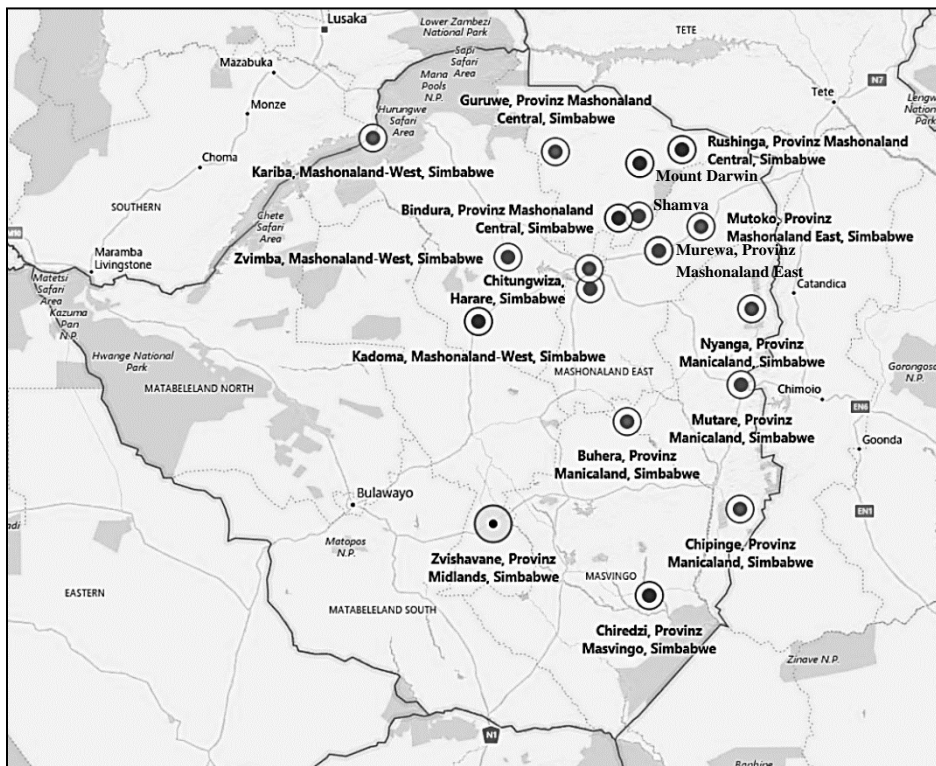 Lusaka
Lower Zambezi
National Park
TETE
Sapi
Safari
Area
Mazabuka
Mana
Pools
N.P.
Tete
N7
Guruwe, Provinz Mashonaland
Central, Simbabwe
Hurungwe
Safari
Area
Monze
Rushinga, Provinz Mashonaland
Central, Simbabwe
Choma
Kariba, Mashonaland-West, Simbabwe
Mount Darwin
SOUTHERN
Chete
Safari
Area
Bindura, Provinz Mashonaland
Central, Simbabwe
Shamva
Mutoko, Provinz
Mashonaland East, Simbabwe
M10
Maramba
Livingstone
Zvimba, Mashonaland-West, Simbabwe
Murewa, Provinz
Mashonaland East
Matetsi
Safari
Area
Chitungwiza,
Harare, Simbabwe
Catandica
Kazuma
Pan
N.P.
Hwange National
Park
Kadoma, Mashonaland-West, Simbabwe
Nyanga, Provinz
Manicaland, Simbabwe
MASHONALAND EAST
MATABELELAND NORTH
Chimoio
EN6
Mutare, Provinz
Manicaland, Simbabwe
Goonda
Buhera, Provinz
Manicaland, Simbabwe
Bulawayo
EN1
Matopos
N.P.
Zvishavane, Provinz
Midlands, Simbabwe
Chipinge, Provinz
Manicaland, Simbabwe
MASVINGO
EASTERN
MATABELELAND SOUTH
Chiredzi, Provinz
Masvingo, Simbabwe
Zinave N.P.
N1